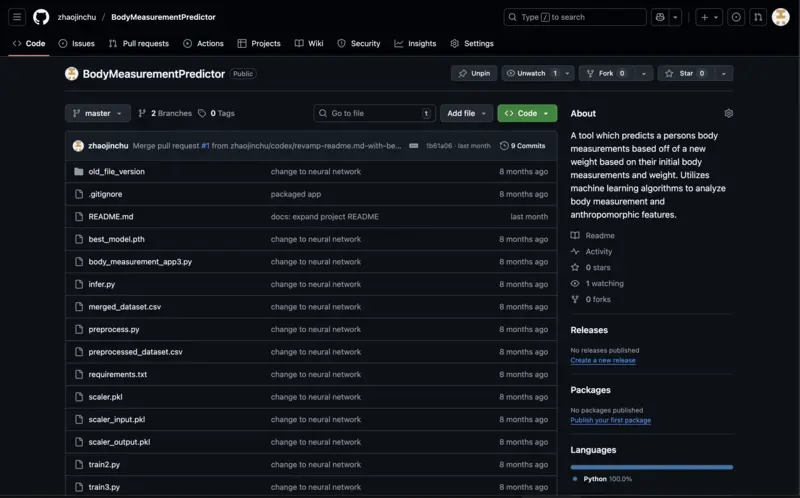 zhaojinchu / BodyMeasurementPredictor
Type / to search
Code
Issues
Pull requests
Actions
Projects
Wiki
Security
Insights
Settings
BodyMeasurementPredictor Public
Unpin
Unwatch 1
Fork 0
Star 0
master
2 Branches
0 Tags
Go to file t
Add file
Code
zhaojinchu Merge pull request #1 from zhaojinchu/codex/revamp-readme.md-with-be... 1b61a06 · last month 9 Commits
old_file_version change to neural network 8 months ago
.gitignore packaged app 8 months ago
README.md docs: expand project README last month
best_model.pth change to neural network 8 months ago
body_measurement_app3.py change to neural network 8 months ago
infer.py change to neural network 8 months ago
merged_dataset.csv change to neural network 8 months ago
preprocess.py change to neural network 8 months ago
preprocessed_dataset.csv change to neural network 8 months ago
requirements.txt change to neural network 8 months ago
scaler.pkl change to neural network 8 months ago
scaler_input.pkl change to neural network 8 months ago
scaler_output.pkl change to neural network 8 months ago
train2.py change to neural network 8 months ago
train3.py change to neural network 8 months ago
About
A tool which predicts a persons body
measurements based off of a new
weight based on their initial body
measurements and weight. Utilizes
machine learning algorithms to analyze
body measurement and
anthropomorphic features.
Readme
Activity
0 stars
1 watching
0 forks
Releases
No releases published
Create a new release
Packages
No packages published
Publish your first package
Languages
Python 100.0%